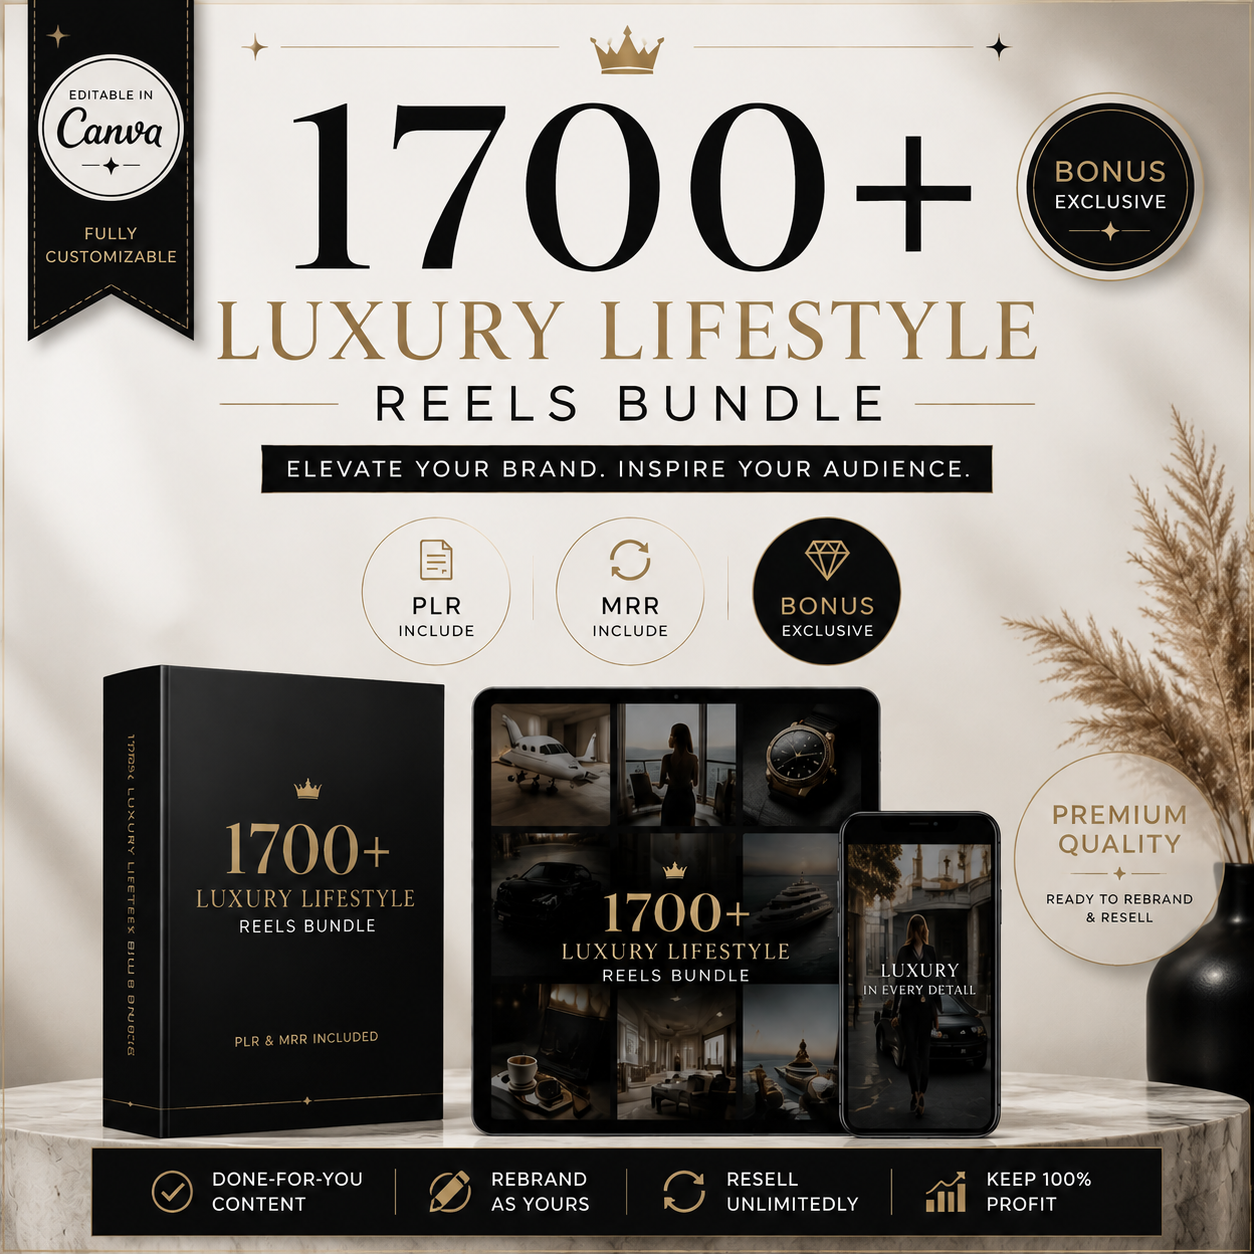 EDITABLE IN
Canva
FULLY
CUSTOMIZABLE
1700+
BONUS
EXCLUSIVE
LUXURY LIFESTYLE
REELS BUNDLE
ELEVATE YOUR BRAND. INSPIRE YOUR AUDIENCE.
PLR
INCLUDE
MRR
INCLUDE
BONUS
EXCLUSIVE
LUXURY
1700+
LUXURY LIFESTYLE
REELS BUNDLE
PLR & MRR INCLUDED
1700+
LUXURY LIFESTYLE
REELS BUNDLE
LUXURY
IN EVERY DETAIL
PREMIUM
QUALITY
READY TO REBRAND
& RESELL
DONE-FOR-YOU
CONTENT
REBRAND
AS YOURS
RESELL
UNLIMITEDLY
KEEP 100%
PROFIT